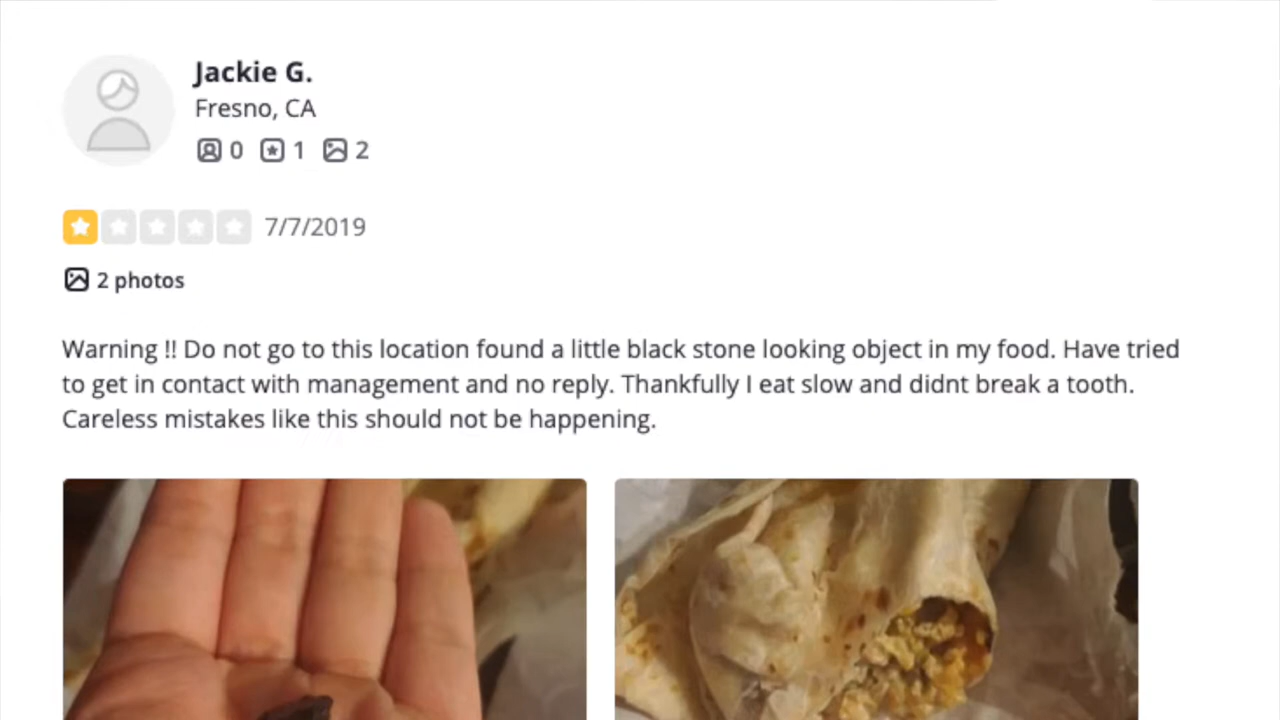 Jackie G.
Fresno, CA
0 1 2
7/7/2019
2 photos
Warning !! Do not go to this location found a little black stone looking object in my food. Have tried
to get in contact with management and no reply. Thankfully I eat slow and didnt break a tooth.
Careless mistakes like this should not be happening.